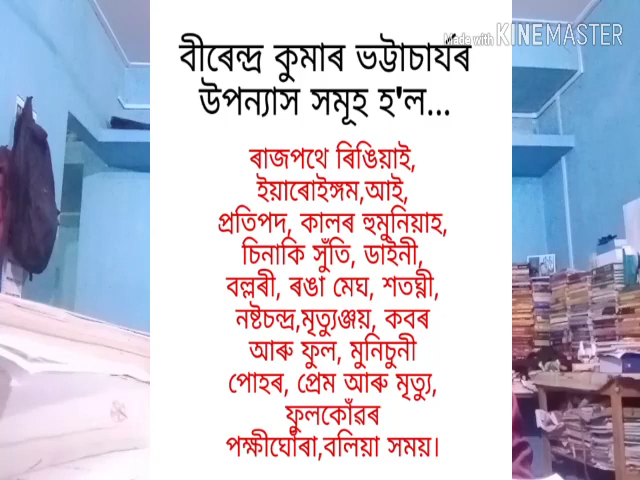 Made with KINEMASTER
বীৰেন্দ্ৰ কুমাৰ ভট্টাচাৰ্যৰ
উপন্যাস সমূহ হ'ল...
ৰাজপথে ৰিঙিয়াই,
ইয়াৰোইঙ্গম,আই,
প্ৰতিপদ, কালৰ হুমুনিয়াহ,
চিনাকি সুঁতি, ডাইনী,
বল্লৰী, ৰঙা মেঘ, শতঘ্নী,
নষ্টচন্দ্ৰ,মৃত্যুঞ্জয়, কবৰ
আৰু ফুল, মুনিচুনী
পোহৰ, প্ৰেম আৰু মৃত্যু,
ফুলকোঁৱৰ
পক্ষীঘোঁৰা,বলিয়া সময়।